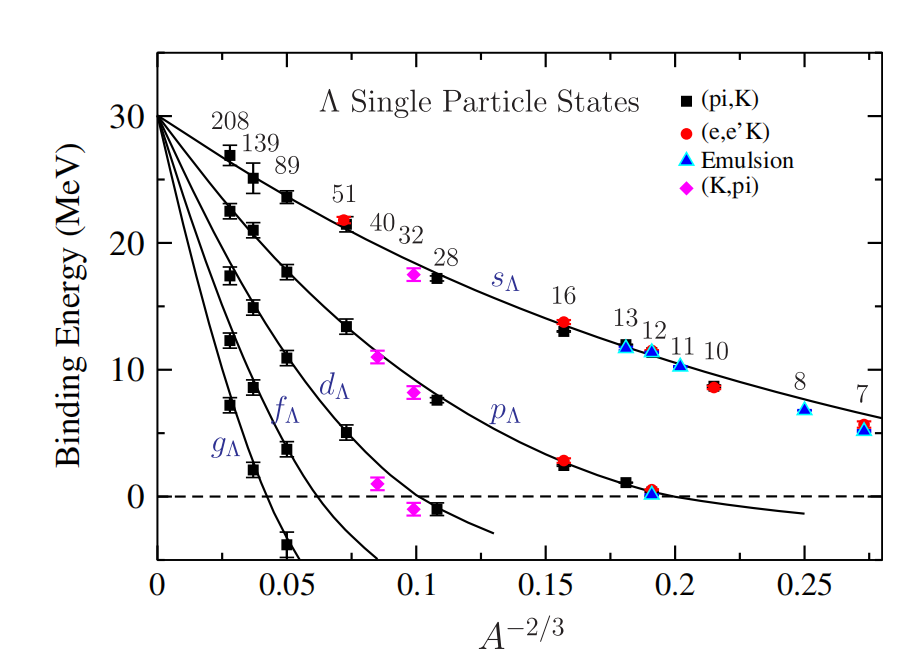 Λ Single Particle States
(pi,K)
(e,e'K)
Emulsion
(K,pi)
208
139
89
51
40
32
28
16
13
12
11
10
8
7
sΛ
pΛ
dΛ
fΛ
gΛ
Binding Energy (MeV)
30
20
10
0
0
0.05
0.1
0.15
0.2
0.25
A^{-2/3}